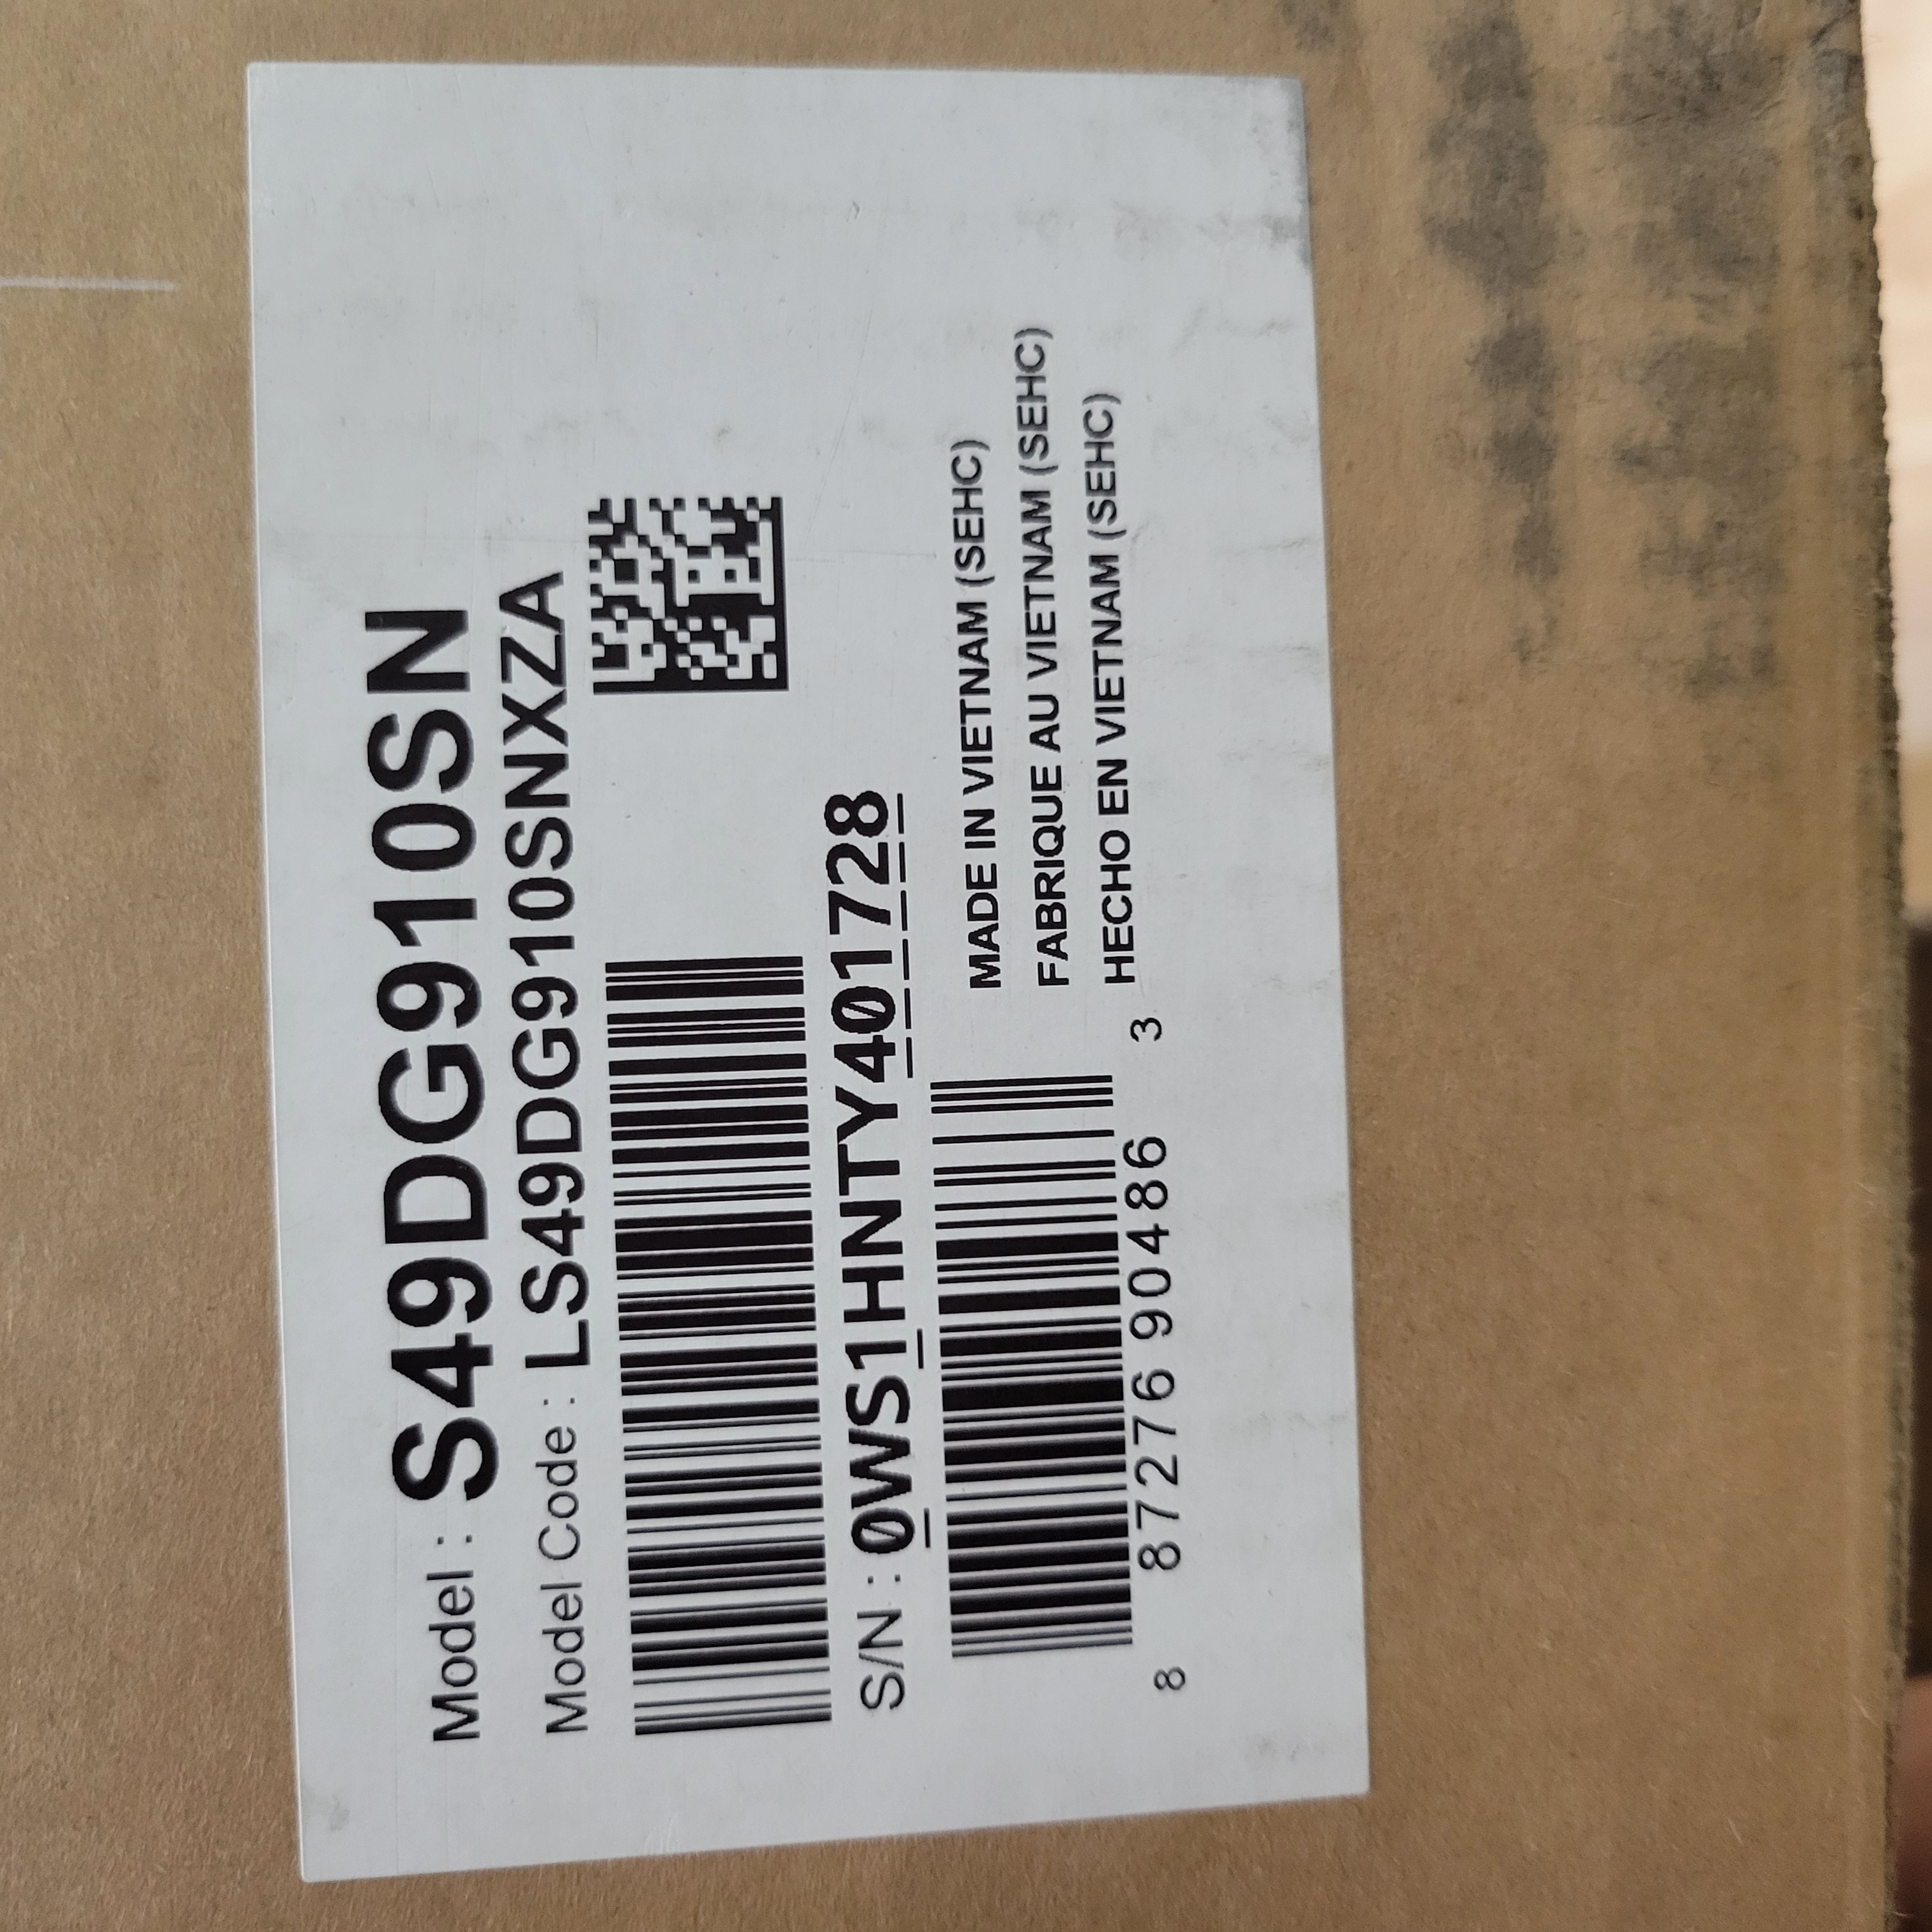 Model : S49DG910SN
Model Code : LS49DG910SNXZA
S/N : 0WS1HNTY401728
MADE IN VIETNAM (SEHC)
FABRIQUE AU VIETNAM (SEHC)
HECHO EN VIETNAM (SEHC)
8 87276 90486 3